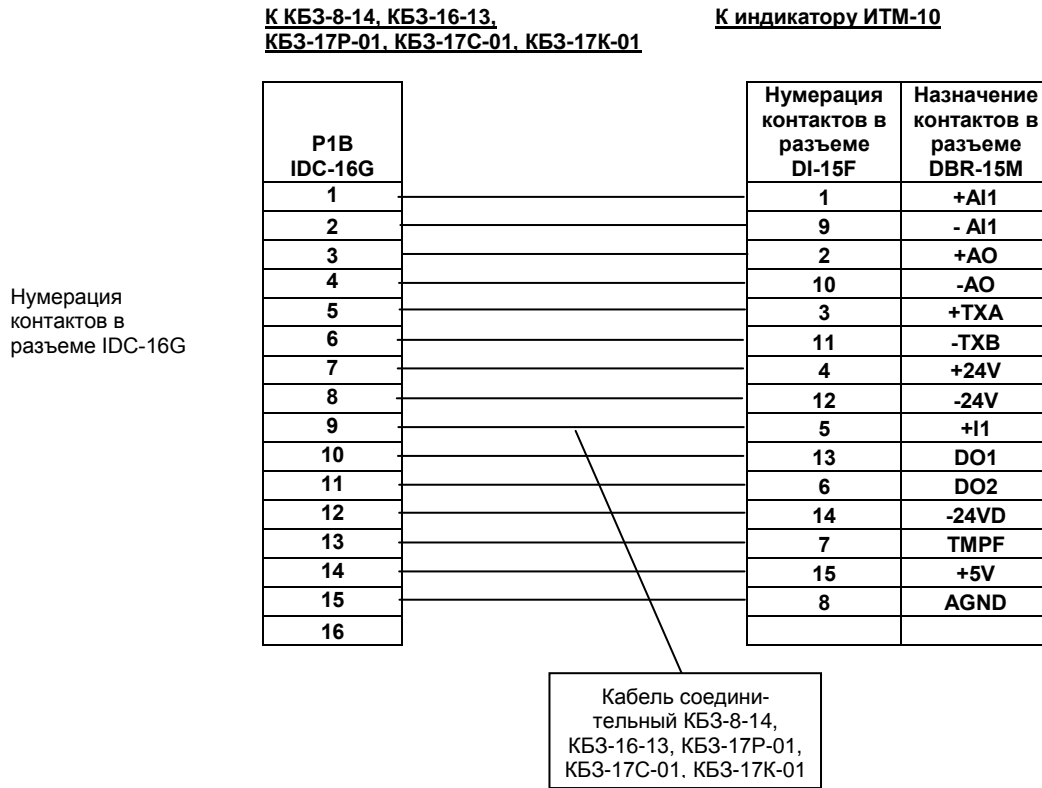 К КБЗ-8-14, КБЗ-16-13,
КБЗ-17Р-01, КБЗ-17С-01, КБЗ-17К-01
К индикатору ИТМ-10
P1B
IDC-16G
Нумерация
контактов в
разъеме
DI-15F
Назначение
контактов в
разъеме
DBR-15M
1 1 +AI1
2 9 - AI1
3 2 +AO
4 10 -AO
5 3 +TXA
6 11 -TXB
7 4 +24V
8 12 -24V
9 5 +I1
10 13 DO1
11 6 DO2
12 14 -24VD
13 7 TMPF
14 15 +5V
15 8 AGND
16
Нумерация
контактов в
разъеме IDC-16G
Кабель соедини-
тельный КБЗ-8-14,
КБЗ-16-13, КБЗ-17Р-01,
КБЗ-17С-01, КБЗ-17К-01